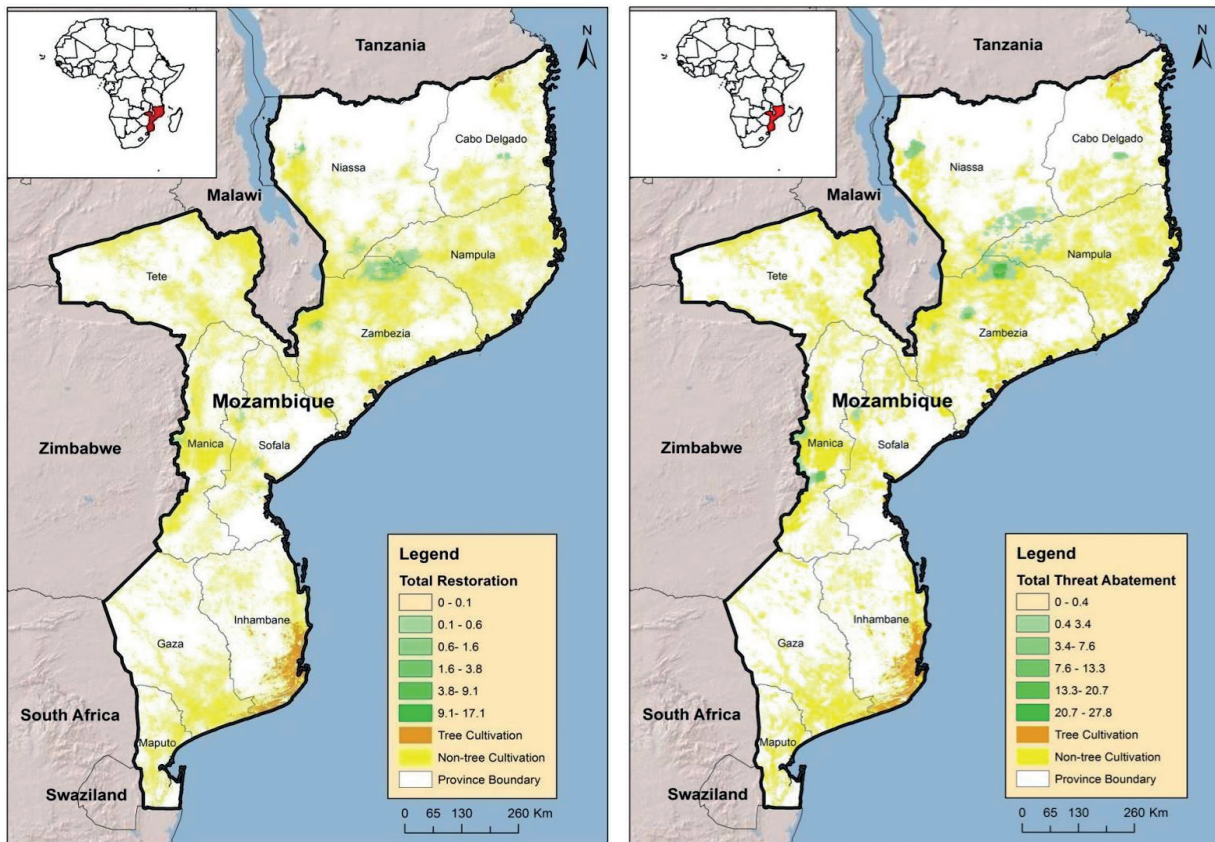 Tanzania
N
Cabo Delgado
Niassa
Malawi
Nampula
Tete
Zambezia
Mozambique
Zimbabwe
Manica
Sofala
Inhambane
Gaza
South Africa
Maputo
Swaziland
Legend
Total Restoration
0 - 0.1
0.1 - 0.6
0.6- 1.6
1.6 - 3.8
3.8- 9.1
9.1- 17.1
Tree Cultivation
Non-tree Cultivation
Province Boundary
0 65 130 260 Km
Tanzania
N
Cabo Delgado
Niassa
Malawi
Nampula
Tete
Zambezia
Mozambique
Zimbabwe
Manica
Sofala
Inhambane
Gaza
South Africa
Maputo
Swaziland
Legend
Total Threat Abatement
0 - 0.4
0.4 3.4
3.4- 7.6
7.6 - 13.3
13.3- 20.7
20.7 - 27.8
Tree Cultivation
Non-tree Cultivation
Province Boundary
0 65 130 260 Km